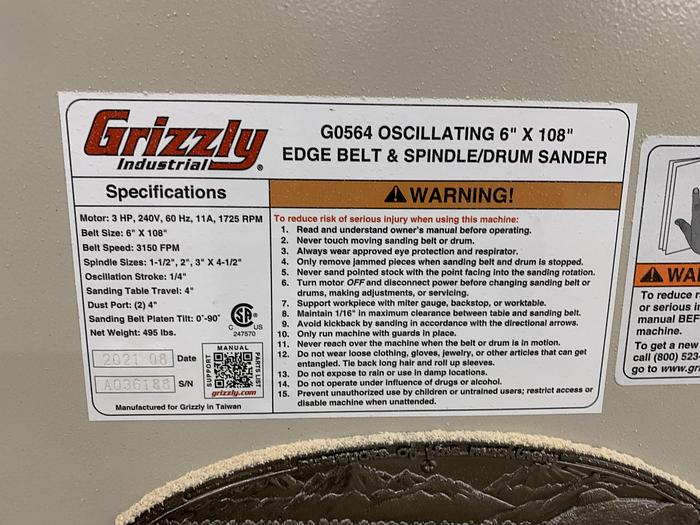 Grizzly
Industrial®
G0564 OSCILLATING 6" X 108"
EDGE BELT & SPINDLE/DRUM SANDER
Specifications
Motor: 3 HP, 240V, 60 Hz, 11A, 1725 RPM
Belt Size: 6" X 108"
Belt Speed: 3150 FPM
Spindle Sizes: 1-1/2", 2", 3" X 4-1/2"
Oscillation Stroke: 1/4"
Sanding Table Travel: 4"
Dust Port: (2) 4"
Sanding Belt Platen Tilt: 0˚-90˚
Net Weight: 495 lbs.
C US
247570
2021 08 Date
A036188 S/N
MANUAL
SUPPORT
PARTS LIST
grizzly.com
Manufactured for Grizzly in Taiwan
WARNING!
To reduce risk of serious injury when using this machine:
1. Read and understand owner's manual before operating.
2. Never touch moving sanding belt or drum.
3. Always wear approved eye protection and respirator.
4. Only remove jammed pieces when sanding belt and drum is stopped.
5. Never sand pointed stock with the point facing into the sanding rotation.
6. Turn motor OFF and disconnect power before changing sanding belt or
drums, making adjustments, or servicing.
7. Support workpiece with miter gauge, backstop, or worktable.
8. Maintain 1/16" in maximum clearance between table and sanding belt.
9. Avoid kickback by sanding in accordance with the directional arrows.
10. Only run machine with guards in place.
11. Never reach over the machine when the belt or drum is in motion.
12. Do not wear loose clothing, gloves, jewelry, or other articles that can get
entangled. Tie back long hair and roll up sleeves.
13. Do not expose to rain or use in damp locations.
14. Do not operate under influence of drugs or alcohol.
15. Prevent unauthorized use by children or untrained users; restrict access or
disable machine when unattended.
WA
To reduce r
or serious i
manual BEF
machine.
To get a new
call (800) 523
go to www.gr